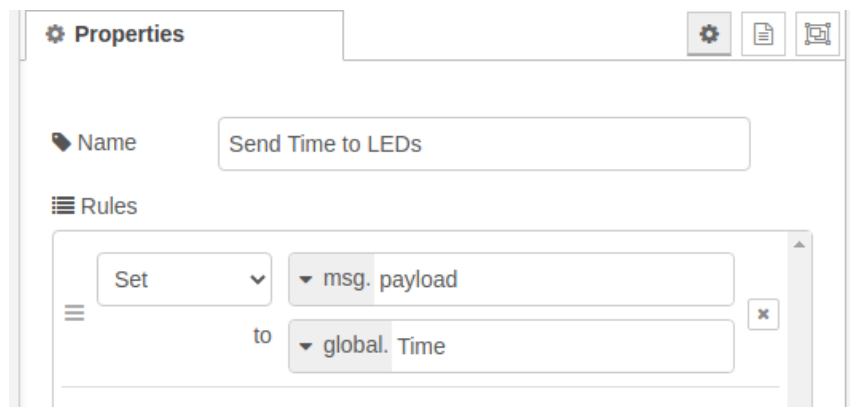 Properties
Name
Send Time to LEDs
Rules
Set
msg. payload
to
global. Time